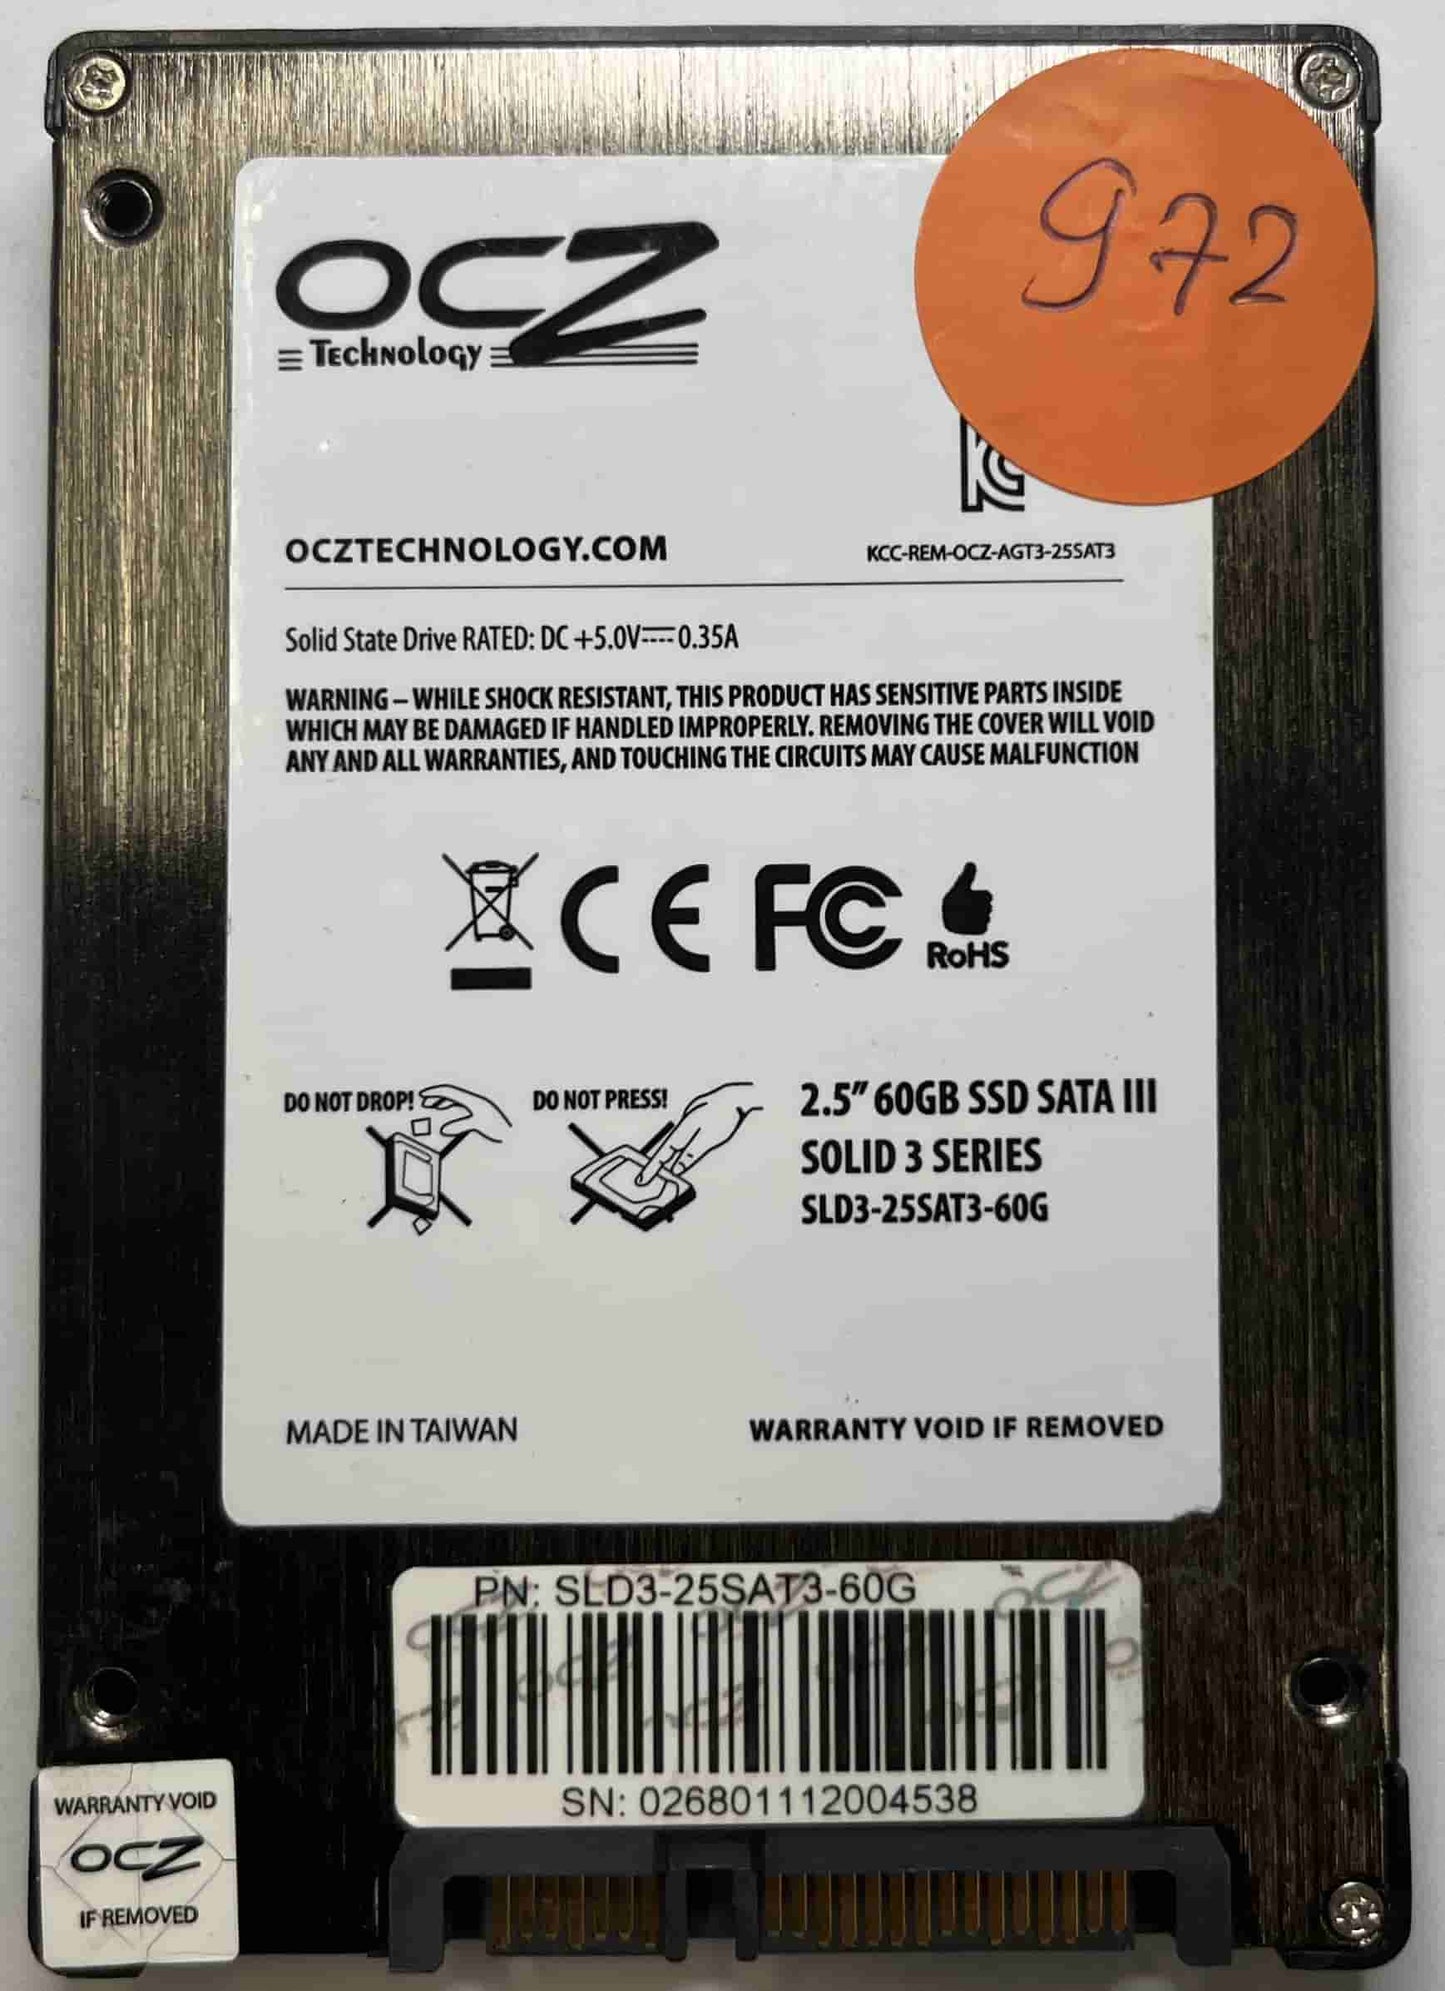 972
OCZ
Technology
KC
OCZTECHNOLOGY.COM
KCC-REM-OCZ-AGT3-25SAT3
Solid State Drive RATED: DC +5.0V⎓0.35A
WARNING – WHILE SHOCK RESISTANT, THIS PRODUCT HAS SENSITIVE PARTS INSIDE
WHICH MAY BE DAMAGED IF HANDLED IMPROPERLY. REMOVING THE COVER WILL VOID
ANY AND ALL WARRANTIES, AND TOUCHING THE CIRCUITS MAY CAUSE MALFUNCTION
CE FC
RoHS
DO NOT DROP!
DO NOT PRESS!
2.5" 60GB SSD SATA III
SOLID 3 SERIES
SLD3-25SAT3-60G
MADE IN TAIWAN
WARRANTY VOID IF REMOVED
PN: SLD3-25SAT3-60G
SN: 026801112004538
WARRANTY VOID
OCZ
IF REMOVED